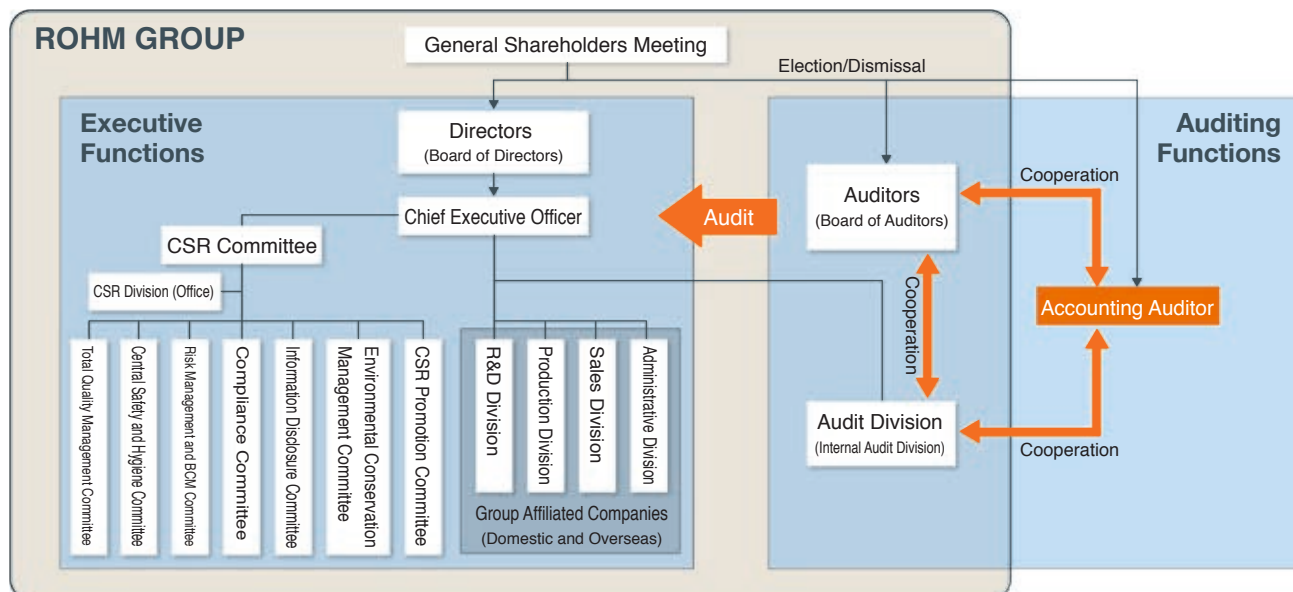 ROHM GROUP
General Shareholders Meeting
Election/Dismissal
Executive
Functions
Directors
(Board of Directors)
Chief Executive Officer
CSR Committee
CSR Division (Office)
Total Quality Management Committee
Central Safety and Hygiene Committee
Risk Management and BCM Committee
Compliance Committee
Information Disclosure Committee
Environmental Conservation
Management Committee
CSR Promotion Committee
R&D Division
Production Division
Sales Division
Administrative Division
Group Affiliated Companies
(Domestic and Overseas)
Audit
Auditing
Functions
Auditors
(Board of Auditors)
Cooperation
Cooperation
Accounting Auditor
Audit Division
(Internal Audit Division)
Cooperation